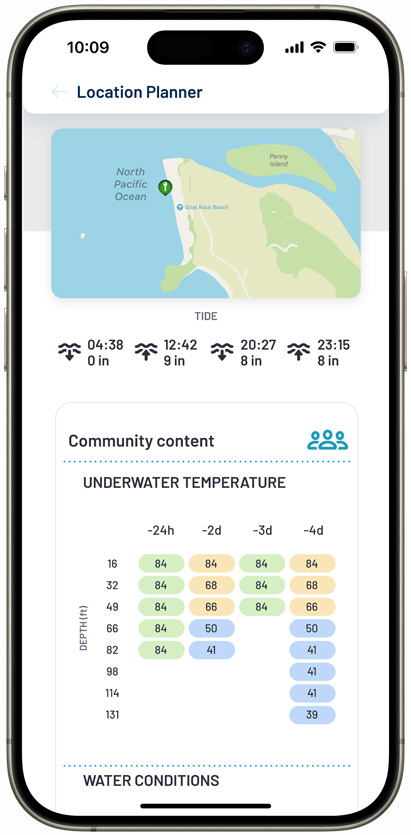 10:09
Location Planner
North
Pacific
Ocean
Penny
Island
Goat Rock Beach
TIDE
04:38 12:42 20:27 23:15
0 in 9 in 8 in 8 in
Community content
UNDERWATER TEMPERATURE
-24h -2d -3d -4d
DEPTH (ft)
16 84 84 84 84
32 84 68 84 68
49 84 66 84 66
66 84 50 50
82 84 41 41
98 41
114 41
131 39
WATER CONDITIONS